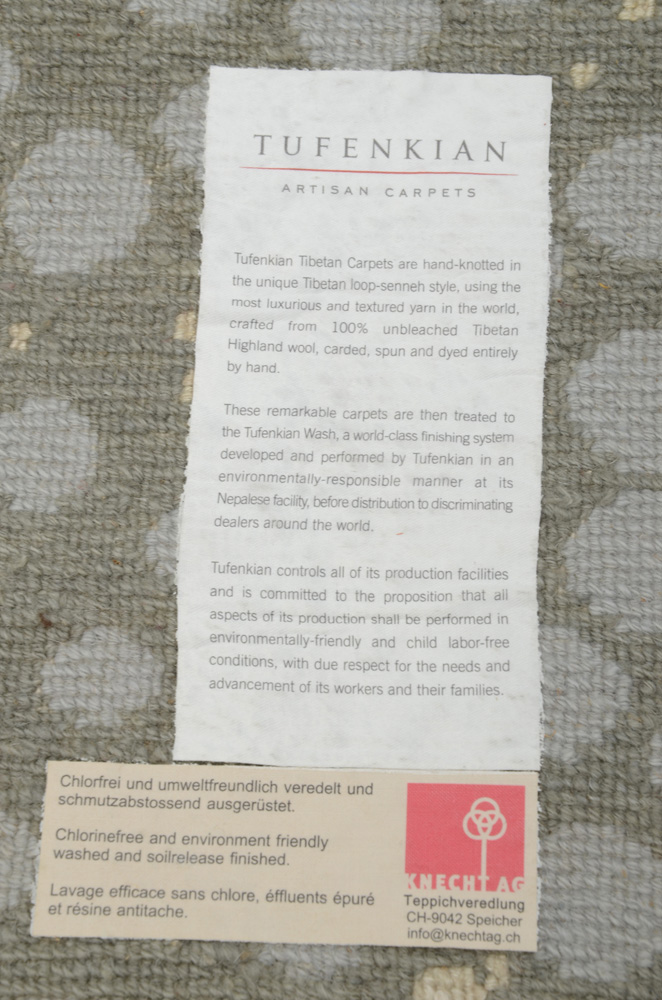 TUFENKIAN
ARTISAN CARPETS
Tufenkian Tibetan Carpets are hand-knotted in
the unique Tibetan loop-senneh style, using the
most luxurious and textured yarn in the world,
crafted from 100% unbleached Tibetan
Highland wool, carded, spun and dyed entirely
by hand.
These remarkable carpets are then treated to
the Tufenkian Wash, a world-class finishing system
developed and performed by Tufenkian in an
environmentally-responsible manner at its
Nepalese facility, before distribution to discriminating
dealers around the world.
Tufenkian controls all of its production facilities
and is committed to the proposition that all
aspects of its production shall be performed in
environmentally-friendly and child labor-free
conditions, with due respect for the needs and
advancement of its workers and their families.
Chlorfrei und umweltfreundlich veredelt und
schmutzabstossend ausgerüstet.
Chlorinefree and environment friendly
washed and soilrelease finished.
Lavage efficace sans chlore, éffluents épuré
et résine antitache.
KNECHT AG
Teppichveredlung
CH-9042 Speicher
info@knechtag.ch